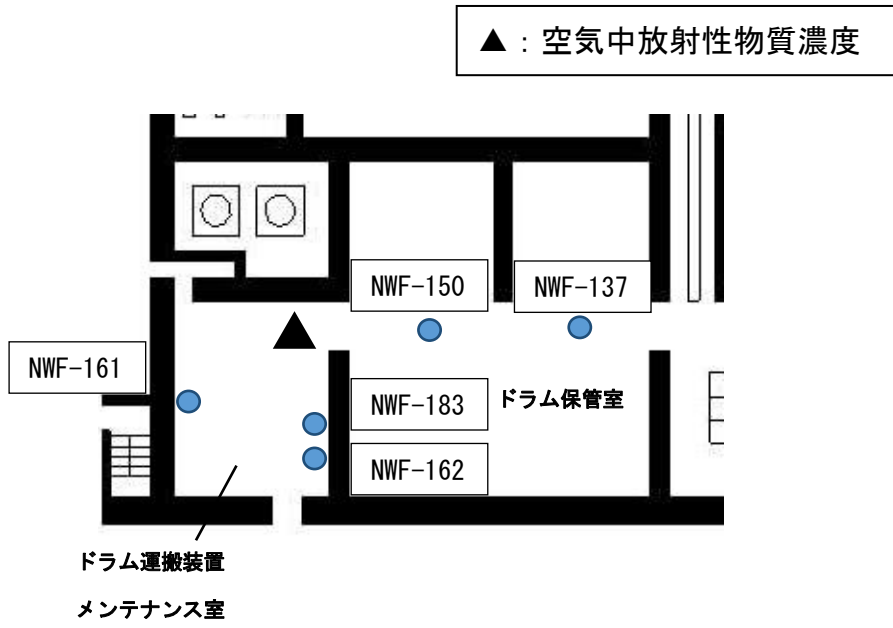 ▲：空気中放射性物質濃度
NWF-150
NWF-137
NWF-161
NWF-183
ドラム保管室
NWF-162
ドラム運搬装置
メンテナンス室